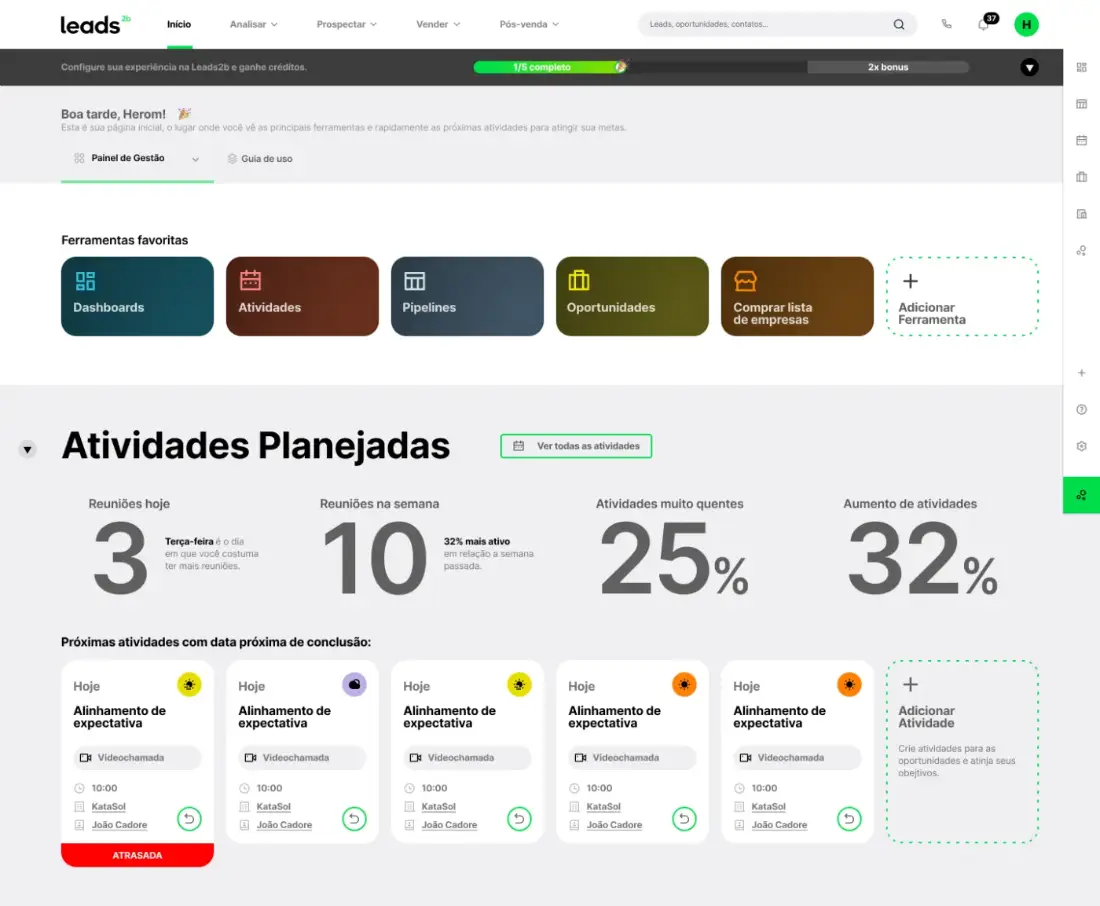 leads2b
Início
Analisar
Prospectar
Vender
Pós-venda
Leads, oportunidades, contatos...
37
H
Configure sua experiência na Leads2b e ganhe créditos.
1/5 completo
2x bonus
Boa tarde, Herom!
Esta é sua página inicial, o lugar onde você vê as principais ferramentas e rapidamente as próximas atividades para atingir sua metas.
Painel de Gestão
Guia de uso
Ferramentas favoritas
Dashboards
Atividades
Pipelines
Oportunidades
Comprar lista
de empresas
Adicionar
Ferramenta
Atividades Planejadas
Ver todas as atividades
Reuniões hoje
3
Terça-feira é o dia
em que você costuma
ter mais reuniões.
Reuniões na semana
10
32% mais ativo
em relação a semana
passada.
Atividades muito quentes
25%
Aumento de atividades
32%
Próximas atividades com data próxima de conclusão:
Hoje
Alinhamento de
expectativa
Videochamada
10:00
KataSol
João Cadore
ATRASADA
Hoje
Alinhamento de
expectativa
Videochamada
10:00
KataSol
João Cadore
Hoje
Alinhamento de
expectativa
Videochamada
10:00
KataSol
João Cadore
Hoje
Alinhamento de
expectativa
Videochamada
10:00
KataSol
João Cadore
Hoje
Alinhamento de
expectativa
Videochamada
10:00
KataSol
João Cadore
Adicionar
Atividade
Crie atividades para as
oportunidades e atinja seus
obejtivos.